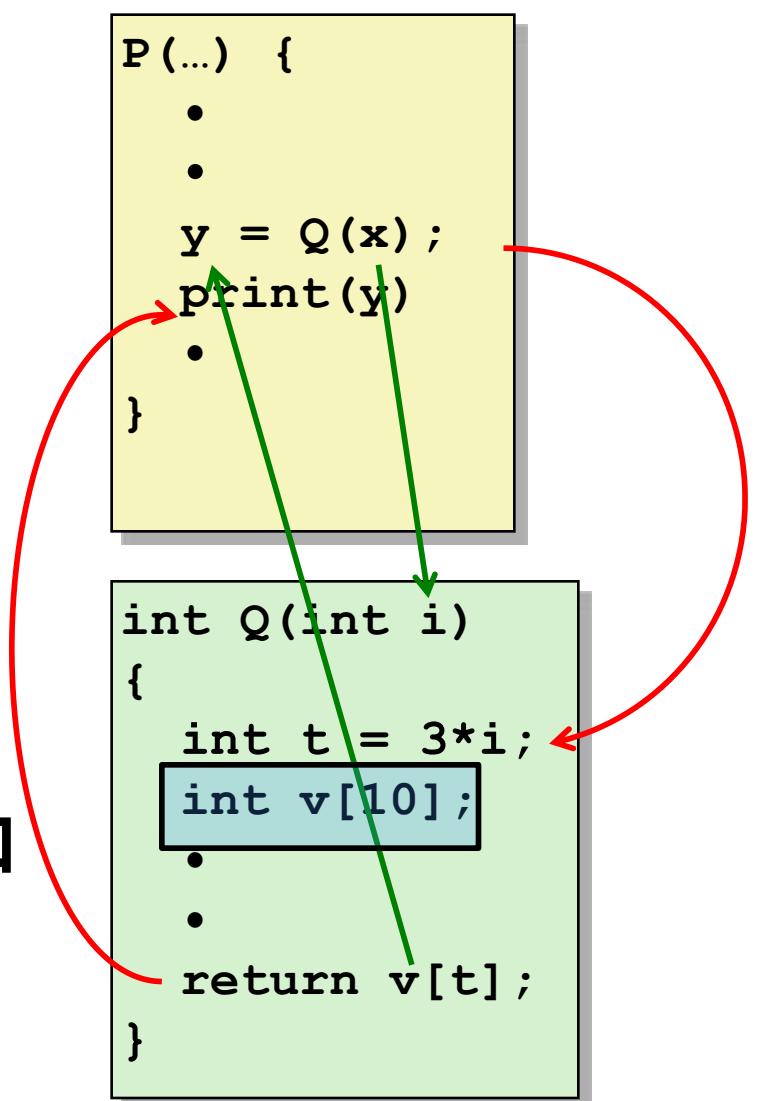 P(…) {
•
•
y = Q(x);
print(y)
•
}
int Q(int i)
{
int t = 3*i;
int v[10];
•
•
return v[t];
}